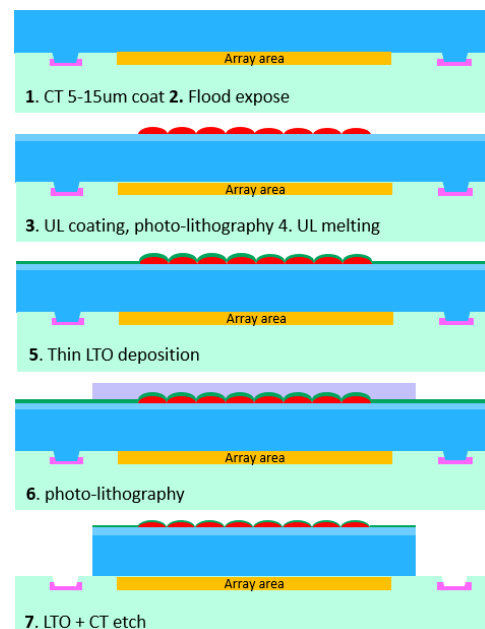 Array area
1. CT 5-15um coat 2. Flood expose
Array area
3. UL coating, photo-lithography 4. UL melting
Array area
5. Thin LTO deposition
Array area
6. photo-lithography
Array area
7. LTO + CT etch